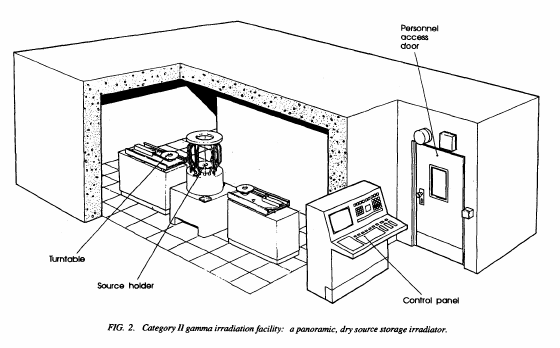 Personnel
access
door
Turntable
Source holder
Control panel
FIG. 2. Category II gamma irradiation facility: a panoramic, dry source storage irradiator.